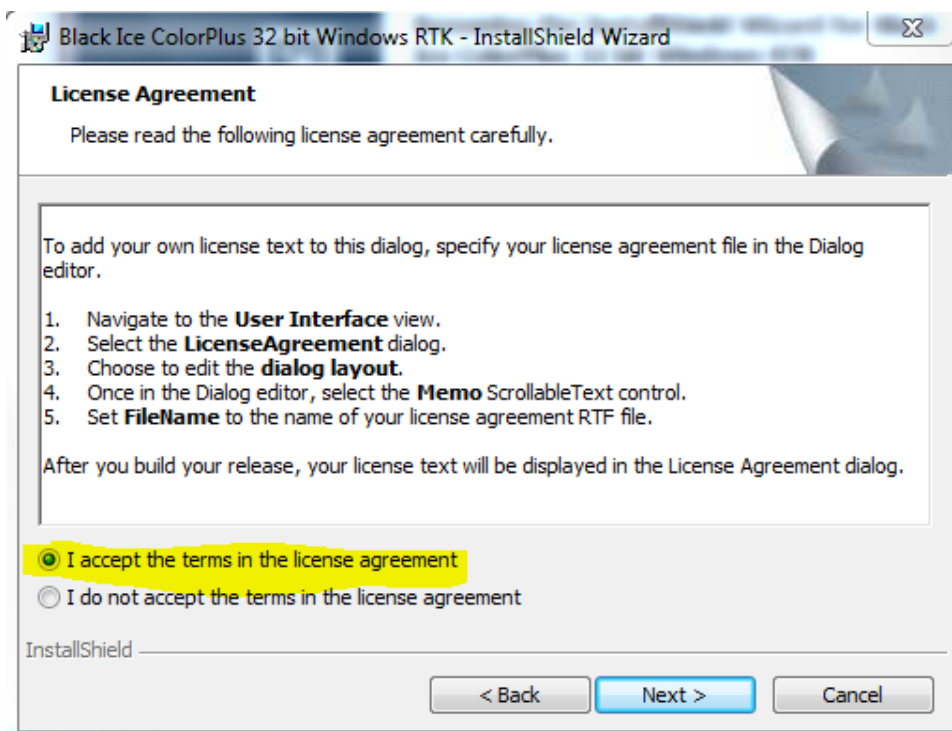 Black Ice ColorPlus 32 bit Windows RTK - InstallShield Wizard
License Agreement
Please read the following license agreement carefully.
To add your own license text to this dialog, specify your license agreement file in the Dialog
editor.
1. Navigate to the User Interface view.
2. Select the LicenseAgreement dialog.
3. Choose to edit the dialog layout.
4. Once in the Dialog editor, select the Memo ScrollableText control.
5. Set FileName to the name of your license agreement RTF file.
After you build your release, your license text will be displayed in the License Agreement dialog.
I accept the terms in the license agreement
I do not accept the terms in the license agreement
InstallShield
< Back
Next >
Cancel